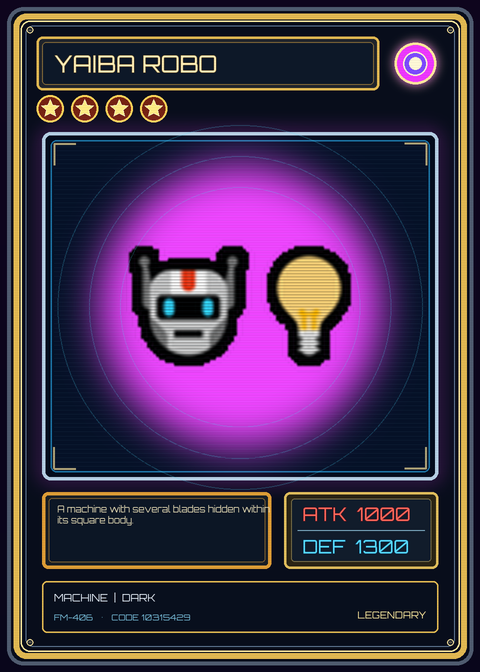 YAIBA ROBO
A machine with several blades hidden within
its square body.
ATK 1000
DEF 1300
MACHINE | DARK
FM-406 · CODE 10315429
LEGENDARY